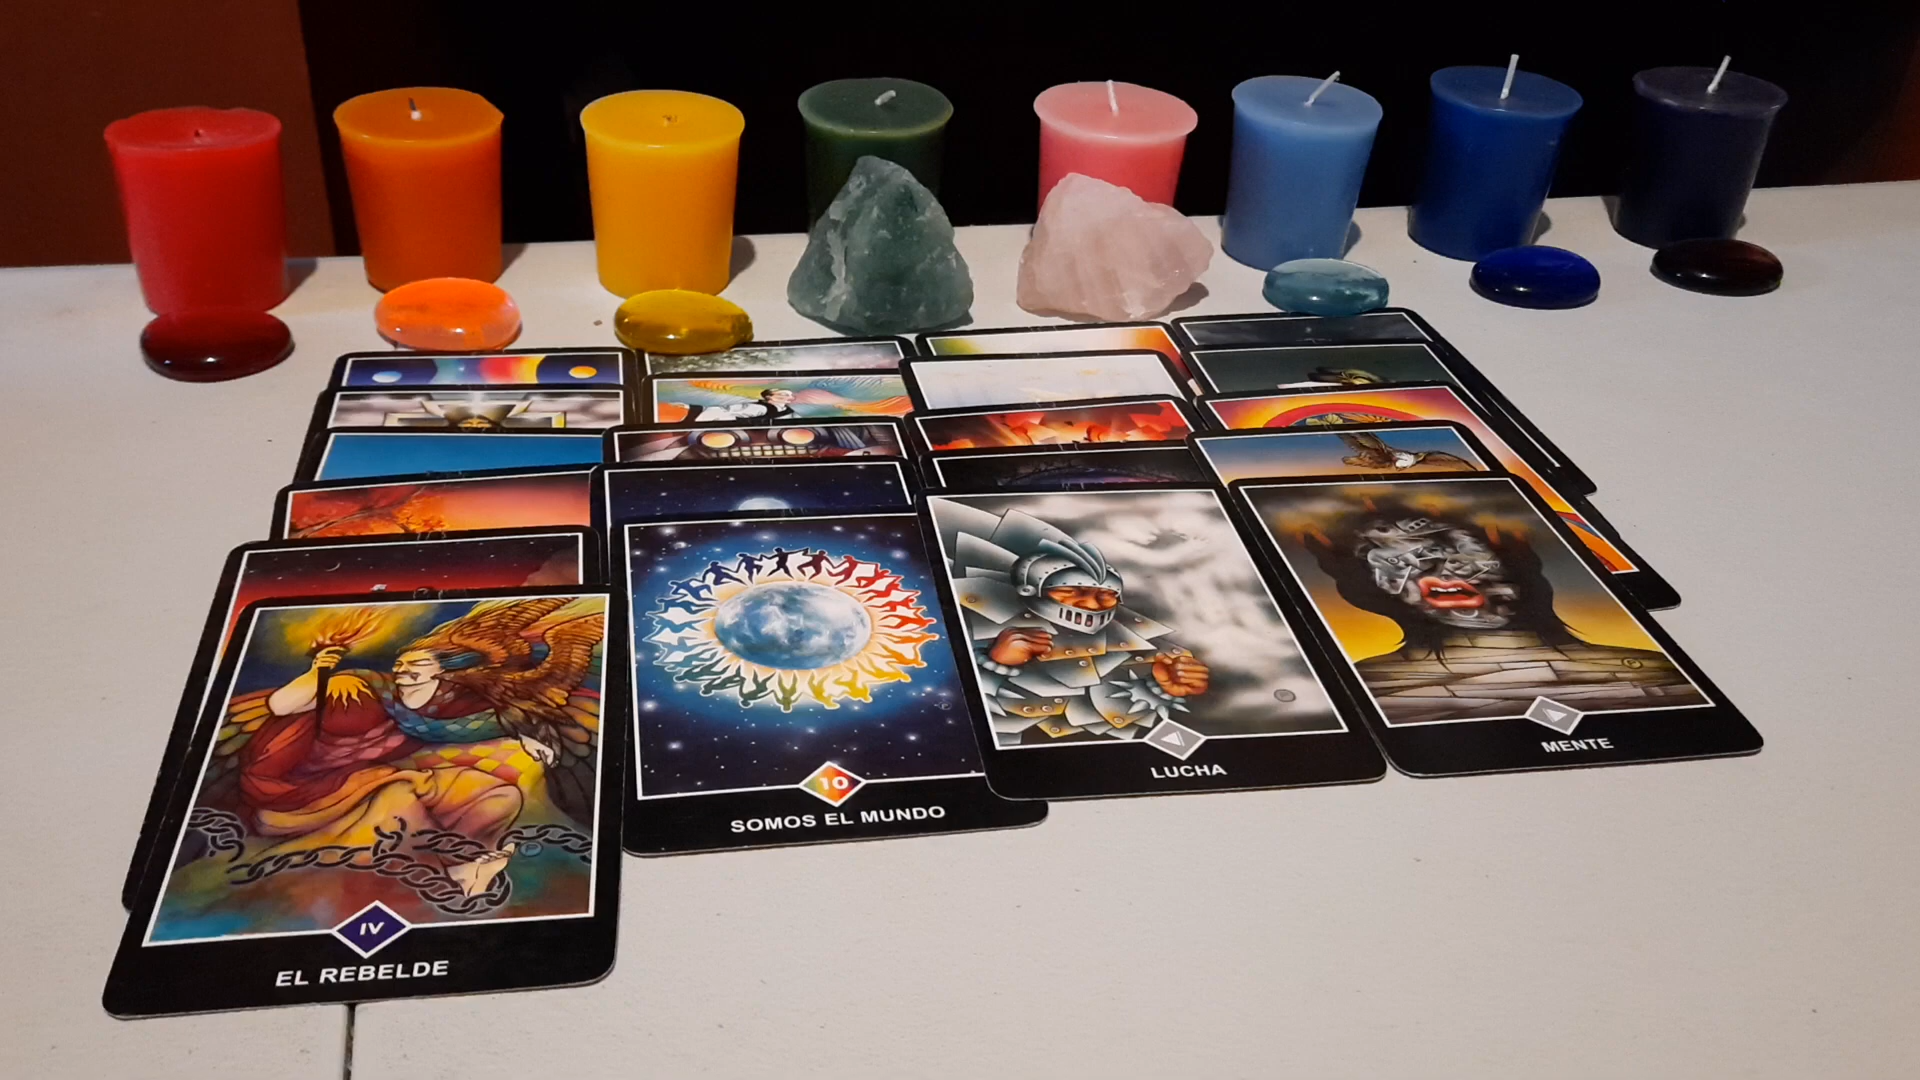 IV
EL REBELDE
10
SOMOS EL MUNDO
LUCHA
MENTE